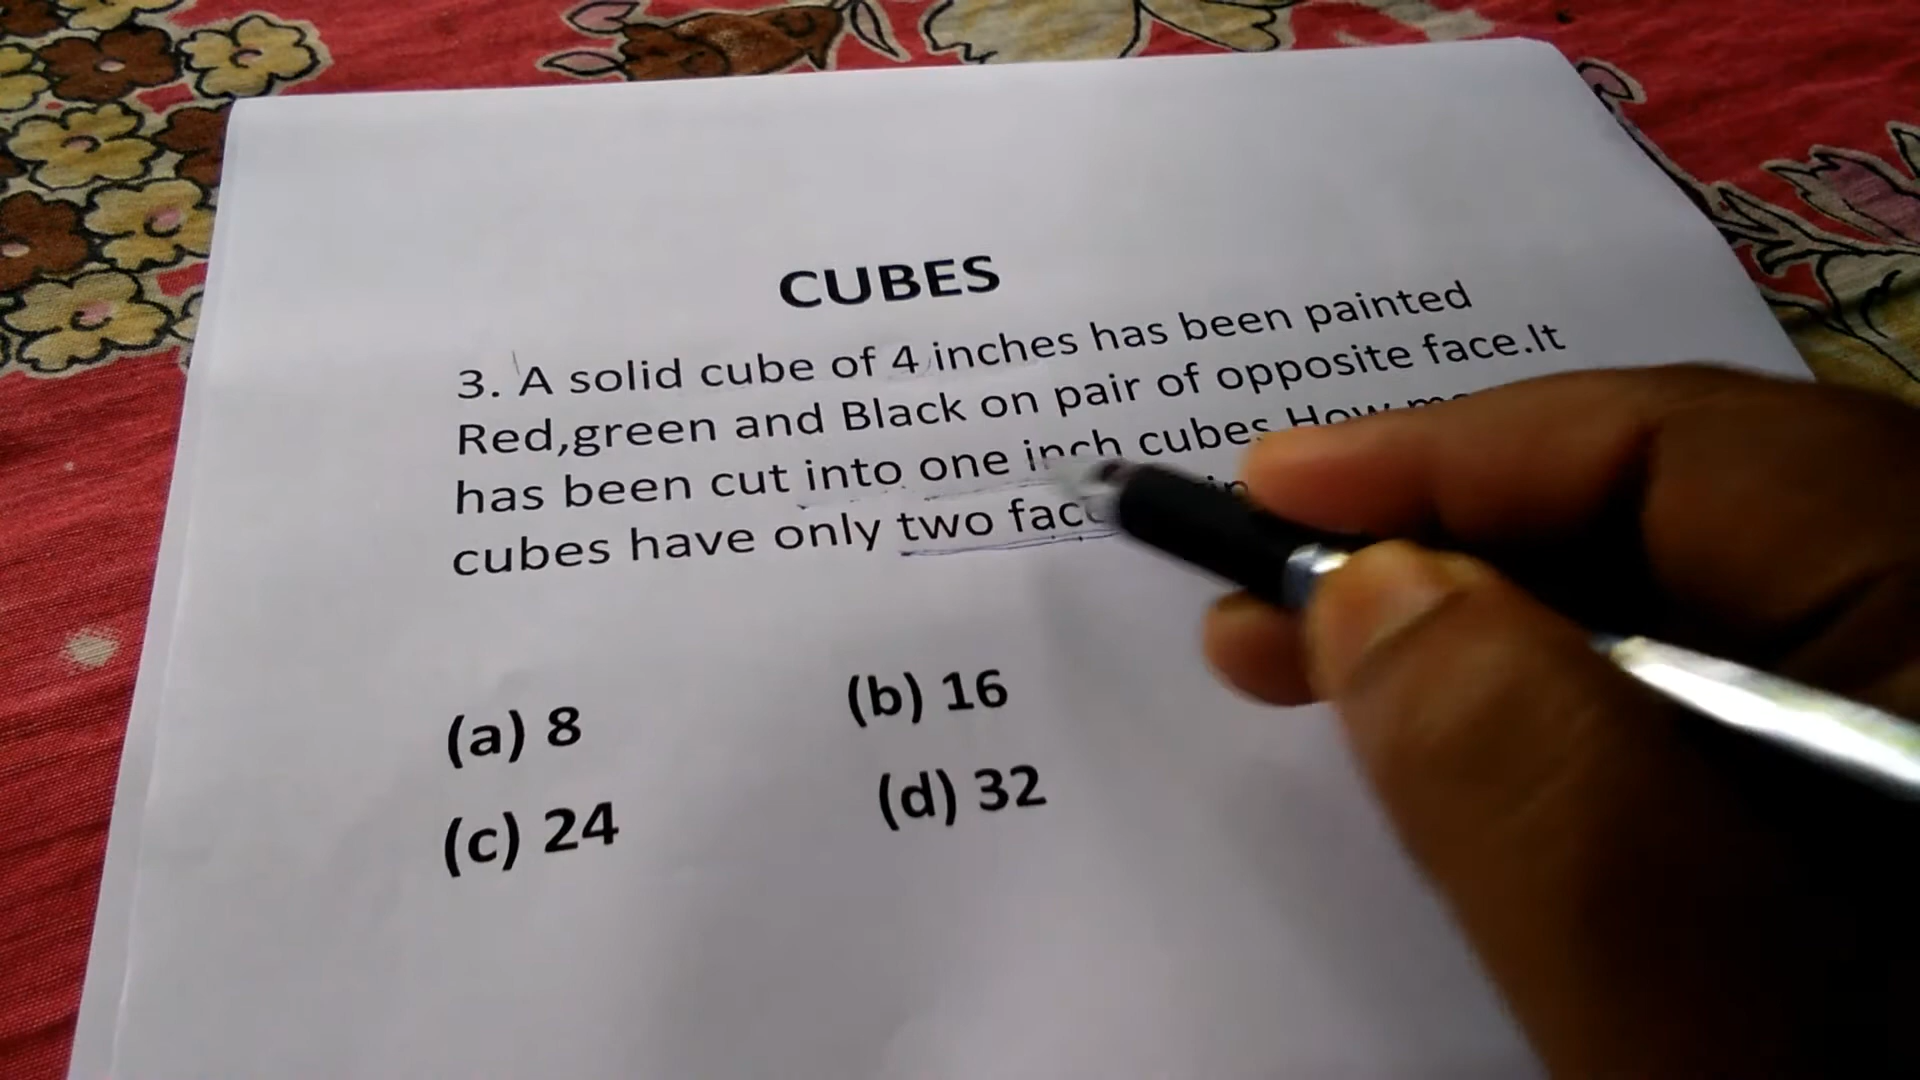 CUBES
3. A solid cube of 4 inches has been painted
Red,green and Black on pair of opposite face.It
has been cut into one inch cubes How
cubes have only two
(a) 8
(b) 16
(c) 24
(d) 32